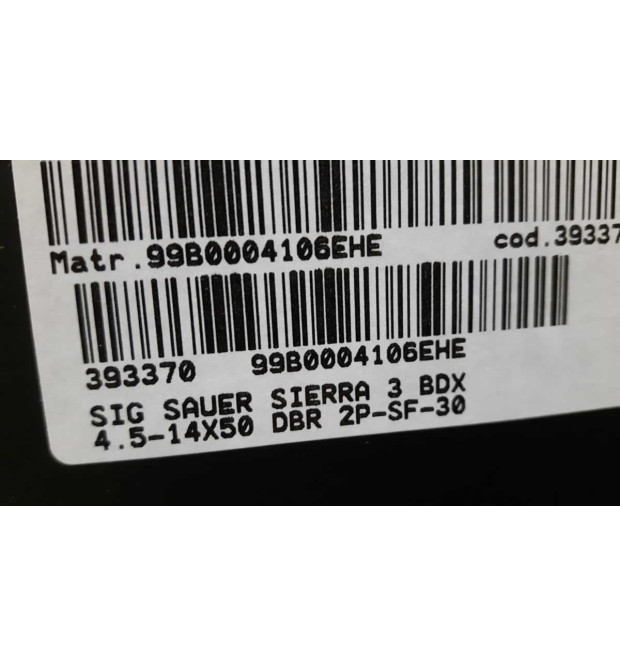 Matr.99B0004106EHE cod.39337
393370 99B0004106EHE
SIG SAUER SIERRA 3 BDX
4.5-14X50 DBR 2P-SF-30